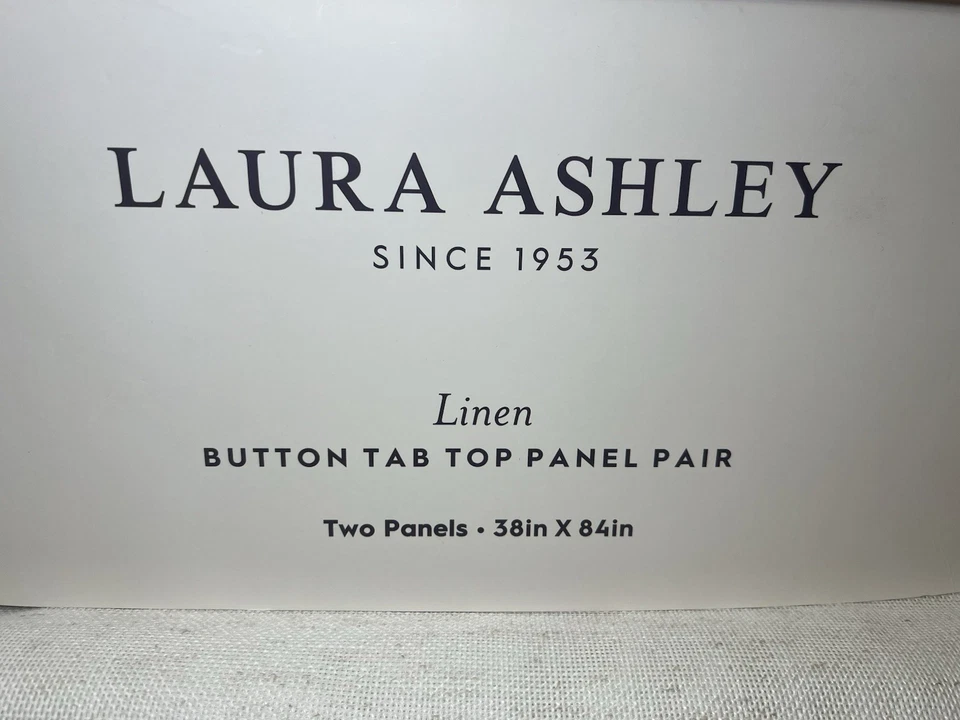 LAURA ASHLEY
SINCE 1953
Linen
BUTTON TAB TOP PANEL PAIR
Two Panels • 38in X 84in